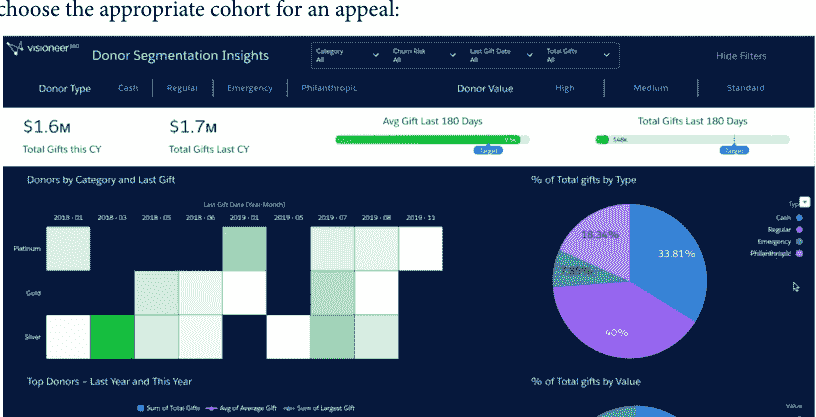 choose the appropriate cohort for an appeal:
visioneer360
Donor Segmentation Insights
Category
All
Churn Risk
All
Last Gift Date
All
Total Gifts
All
Hide Filters
Donor Type
Cash
Regular
Emergency
Philanthropic
Donor Value
High
Medium
Standard
$1.6M
Total Gifts this CY
$1.7M
Total Gifts Last CY
Avg Gift Last 180 Days
Target
Total Gifts Last 180 Days
$48K
Target
Donors by Category and Last Gift
Last Gift Date (Year-Month)
2018-01 2018-03 2018-05 2018-06 2019-01 2019-05 2019-07 2019-08 2019-11
Platinum
Gold
Silver
% of Total gifts by Type
Type
Cash
Regular
Emergency
Philanthropic
33.81%
40%
Top Donors - Last Year and This Year
Sum of Total Gifts Avg of Average Gift Sum of Largest Gift
% of Total gifts by Value
Value